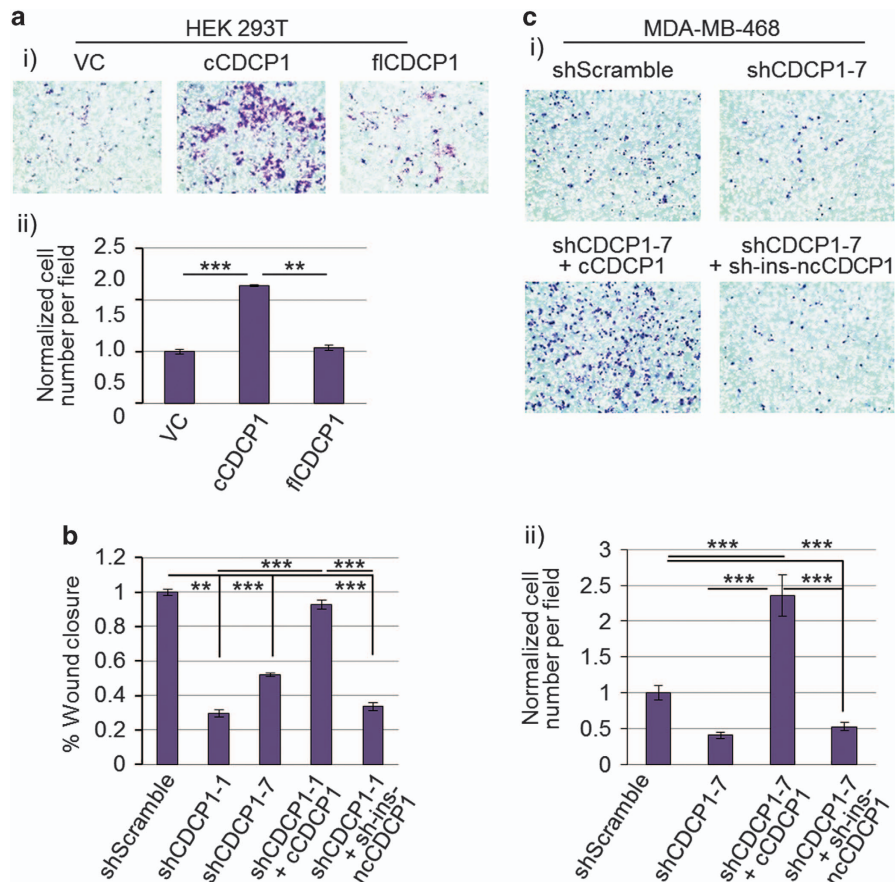 a
HEK 293T
i)
VC
cCDCP1
flCDCP1
ii)
Normalized cell
number per field
2.5
2.0
1.0
0.5
0
***
**
VC
cCDCP1
flCDCP1
b
% Wound closure
1.2
1
0.8
0.6
0.4
0.2
0
***
***
**
***
***
shScramble
shCDCP1-1
shCDCP1-7
shCDCP1-1
+ cCDCP1
shCDCP1-1
+ sh-ins-
ncCDCP1
c
MDA-MB-468
i)
shScramble
shCDCP1-7
shCDCP1-7
+ cCDCP1
shCDCP1-7
+ sh-ins-ncCDCP1
ii)
Normalized cell
number per field
3
2.5
2
1.5
1
0.5
0
***
***
***
***
shScramble
shCDCP1-7
shCDCP1-7
+ cCDCP1
shCDCP1-7
+ sh-ins-
ncCDCP1